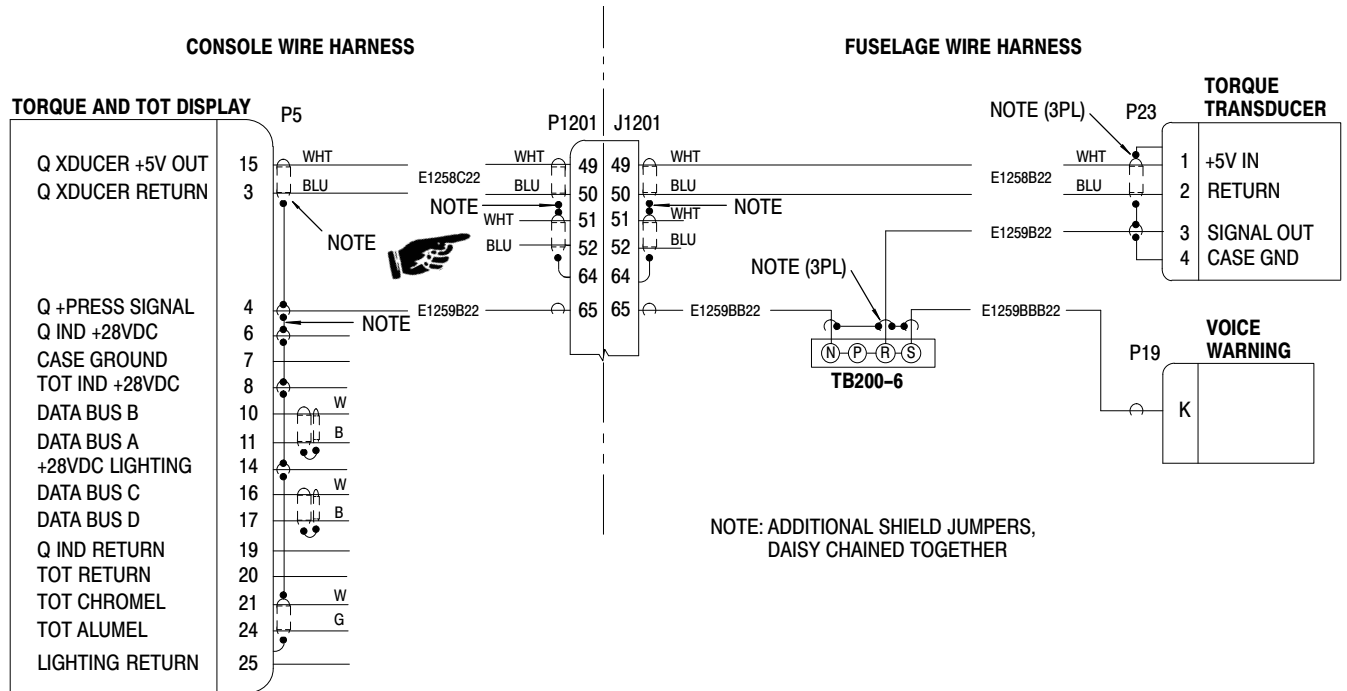 CONSOLE WIRE HARNESS
FUSELAGE WIRE HARNESS
TORQUE AND TOT DISPLAY
P5
P1201
J1201
NOTE (3PL)
P23
TORQUE
TRANSDUCER
Q XDUCER +5V OUT 15 WHT E1258C22 WHT 49 49 WHT E1258B22 WHT 1 +5V IN
Q XDUCER RETURN 3 BLU BLU 50 50 BLU BLU 2 RETURN
NOTE
NOTE
NOTE
WHT 51 51 WHT
BLU 52 52 BLU
64 64
E1259B22 3 SIGNAL OUT
4 CASE GND
NOTE (3PL)
Q +PRESS SIGNAL 4 E1259B22 65 65 E1259BB22 E1259BBB22
NOTE
Q IND +28VDC 6
CASE GROUND 7
TOT IND +28VDC 8
N P R S
TB200-6
VOICE
WARNING
P19
K
DATA BUS B 10 W
DATA BUS A 11 B
+28VDC LIGHTING 14
DATA BUS C 16 W
DATA BUS D 17 B
Q IND RETURN 19
TOT RETURN 20
TOT CHROMEL 21 W
TOT ALUMEL 24 G
LIGHTING RETURN 25
NOTE: ADDITIONAL SHIELD JUMPERS,
DAISY CHAINED TOGETHER